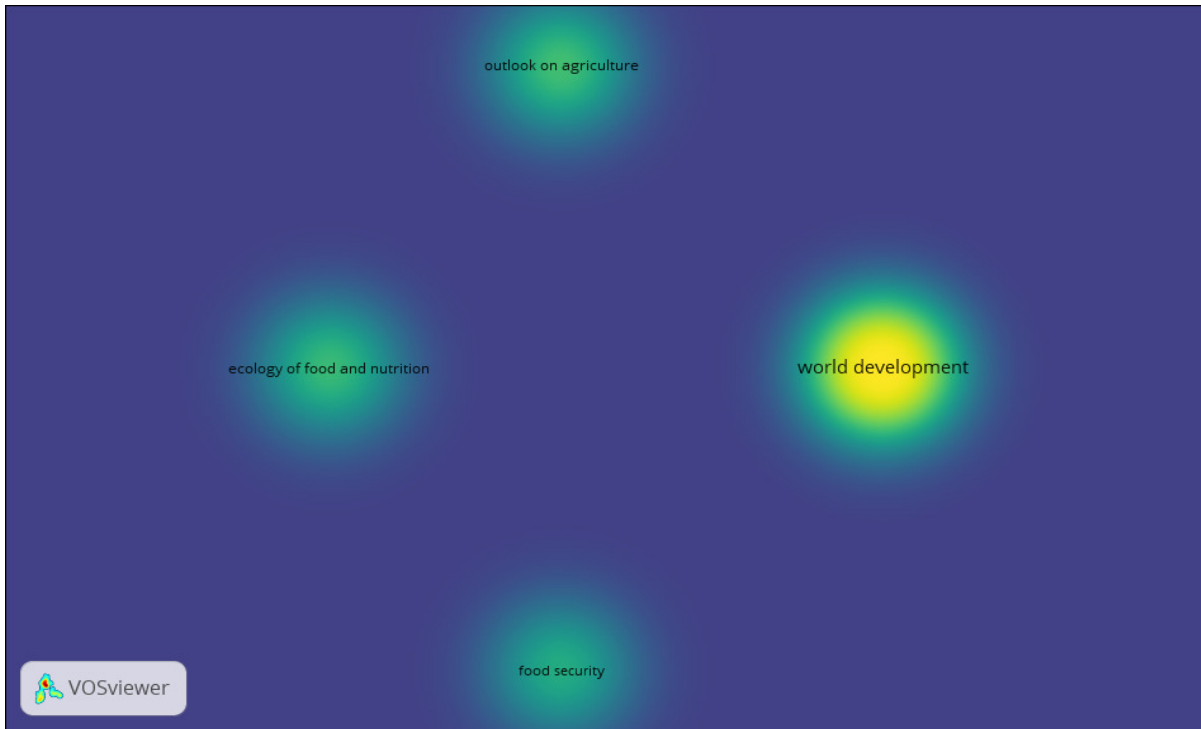 outlook on agriculture
ecology of food and nutrition
world development
food security
VOSviewer